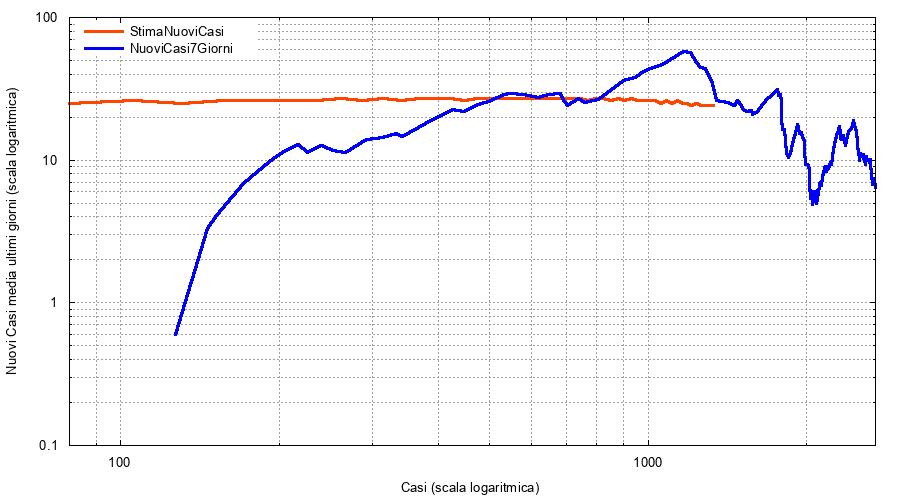 StimaNuoviCasi
NuoviCasi7Giorni
Nuovi Casi media ultimi giorni (scala logaritmica)
100
10
1
0.1
100
1000
Casi (scala logaritmica)